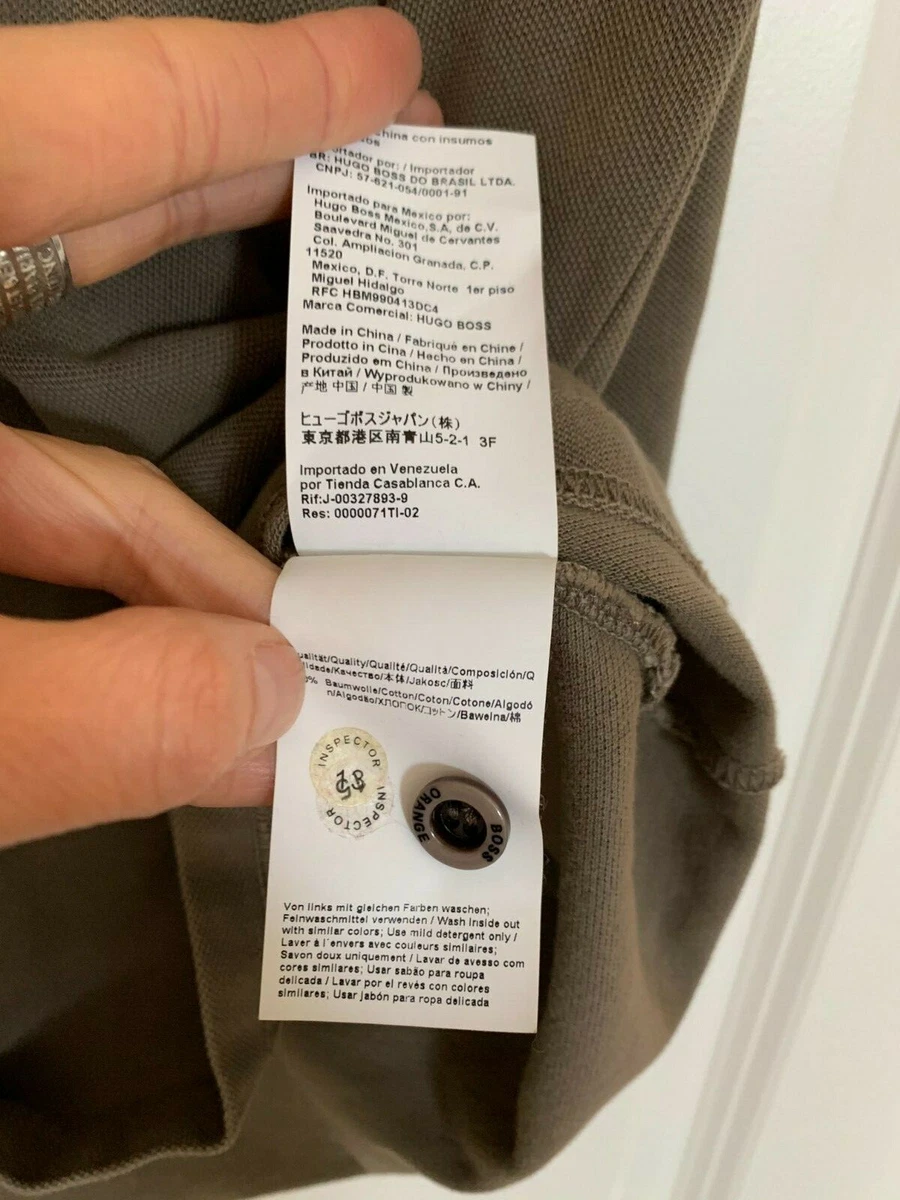 china con insumos
por: / Importador
BR: HUGO BOSS DO BRASIL LTDA.
CNPJ: 57-621-054/0001-91
Importado para Mexico por:
Hugo Boss Mexico,S.A, de C.V.
Boulevard Miguel de Cervantes
Saavedra No. 301
Col. Ampliacion Granada, C.P.
11520
Mexico, D.F. Torre Norte 1er piso
Miguel Hidalgo
RFC HBM990413DC4
Marca Comercial: HUGO BOSS
Made in China / Fabriqué en Chine /
Prodotto in Cina / Hecho en China /
Produzido em China / Произведено
в Китай / Wyprodukowano w Chiny /
产地 中国 / 中国 製
ヒューゴボスジャパン(株)
東京都港区南青山5-2-1 3F
Importado en Venezuela
por Tienda Casablanca C.A.
Rif:J-00327893-9
Res: 0000071TI-02
/Quality/Qualité/Qualità/Composición/Q
/Качество/本体/Jakosc/面料
% Baumwolle/Cotton/Coton/Cotone/Algodó
n/Algodão/ХЛОПОК/コットン/Bawelna/棉
INSPECTOR
INSPECTOR
INSPECTOR
BOSS
ORANGE
Von links mit gleichen Farben waschen;
Feinwaschmittel verwenden / Wash inside out
with similar colors; Use mild detergent only /
Laver à l´envers avec couleurs similaires;
Savon doux uniquement / Lavar de avesso com
cores similares; Usar sabão para roupa
delicada / Lavar por el revés con colores
similares; Usar jabón para ropa delicada